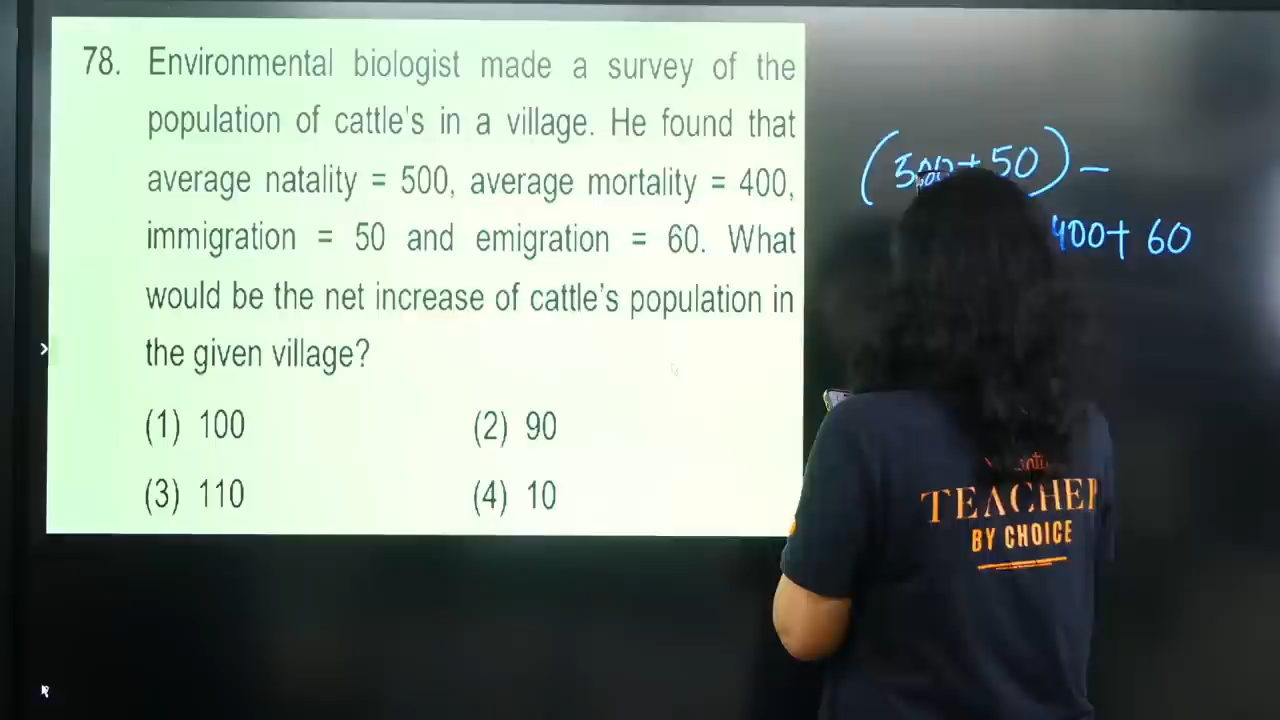 78. Environmental biologist made a survey of the
population of cattle's in a village. He found that
average natality = 500, average mortality = 400,
immigration = 50 and emigration = 60. What
would be the net increase of cattle's population in
the given village?
(1) 100 (2) 90
(3) 110 (4) 10
(500 + 50) –
400 + 60
TEACHER
BY CHOICE